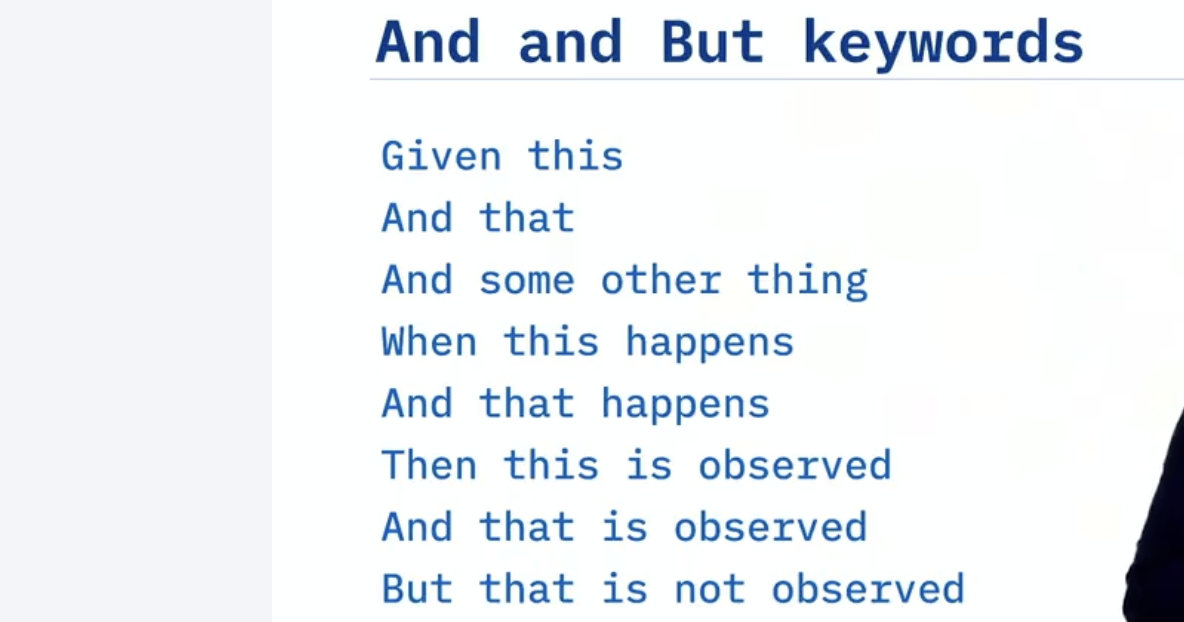 And and But keywords
Given this
And that
And some other thing
When this happens
And that happens
Then this is observed
And that is observed
But that is not observed